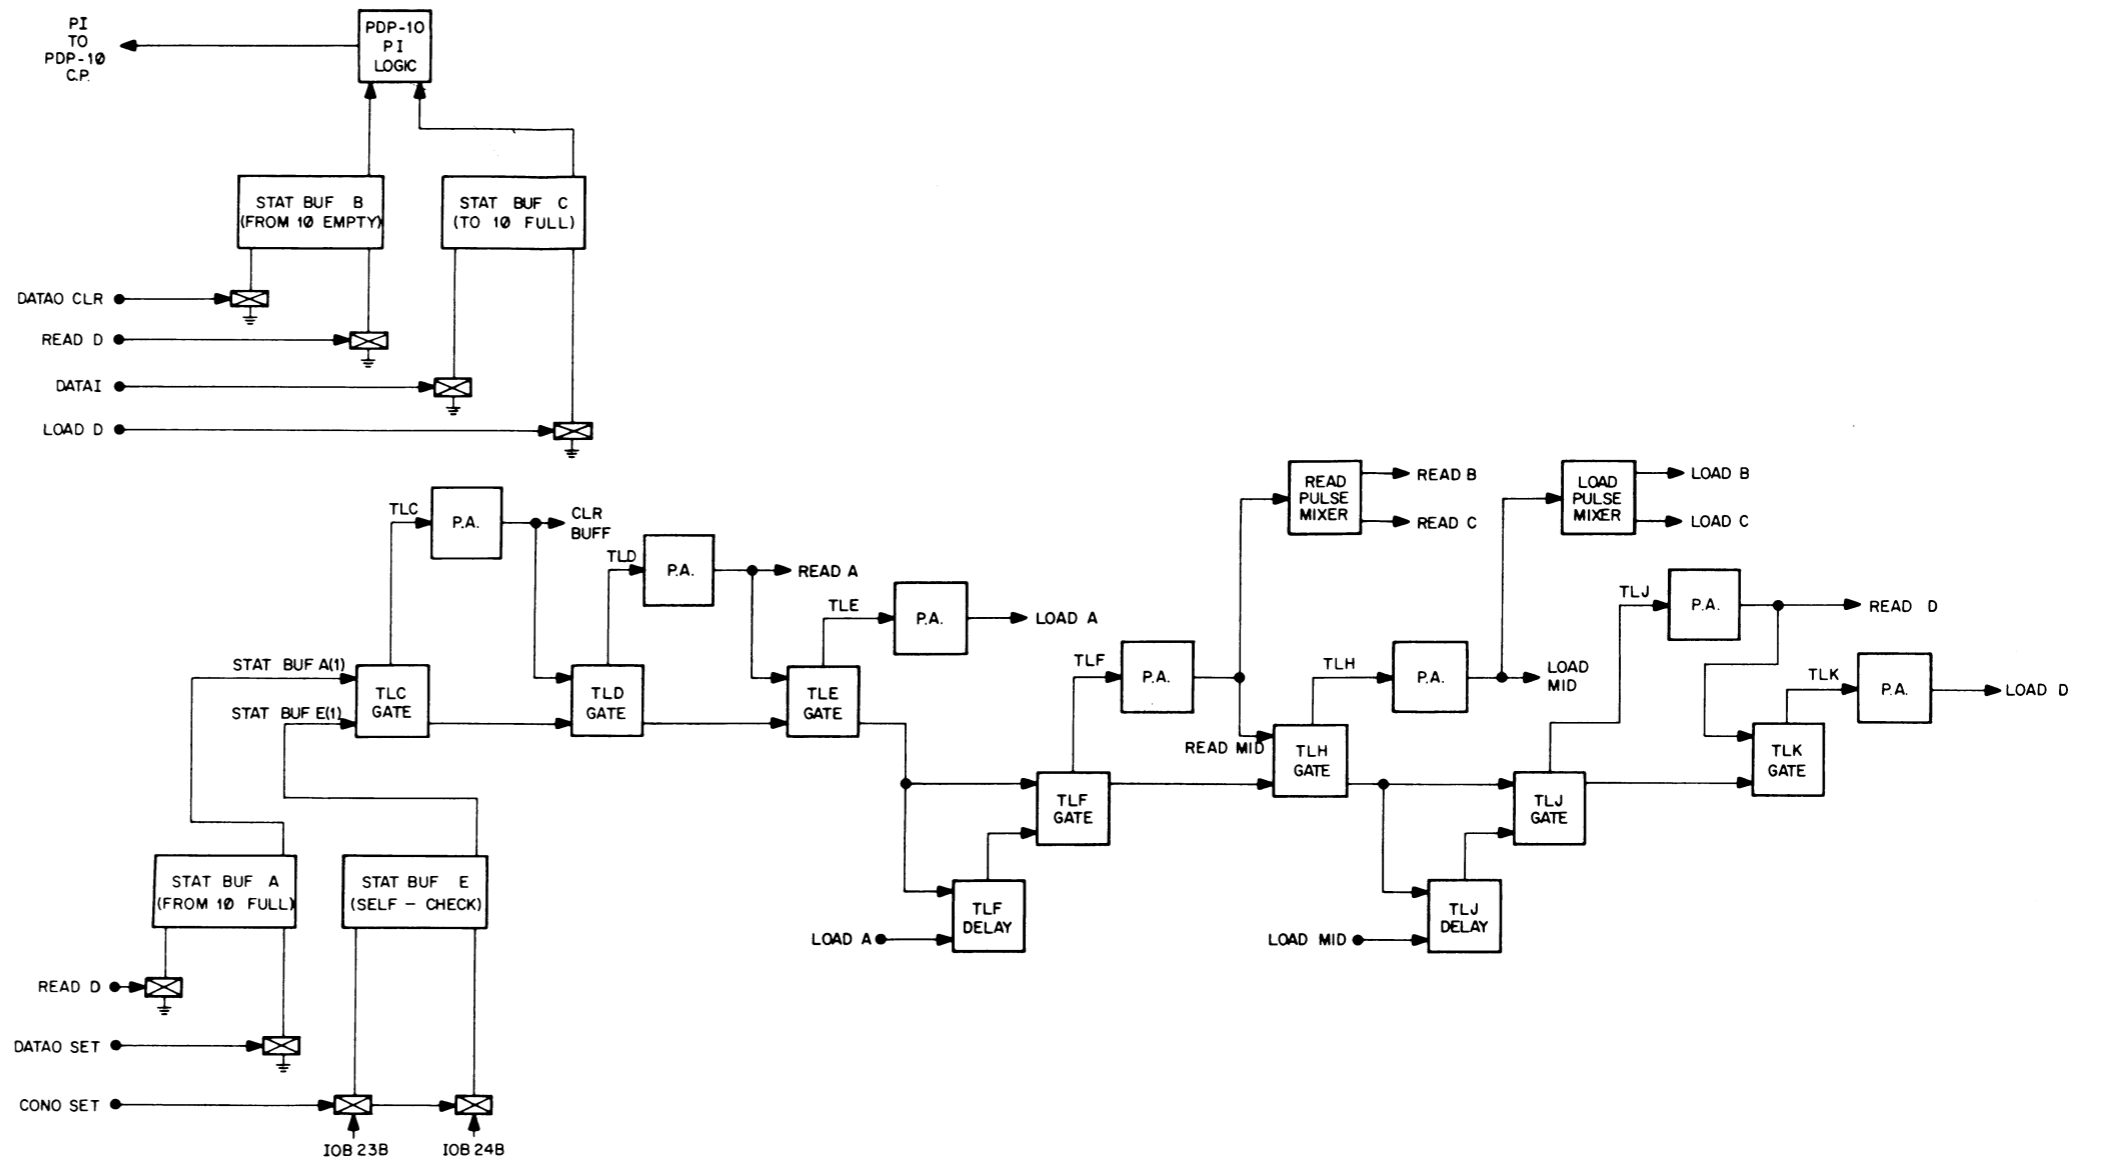 PI
TO
PDP-10
C.P.
PDP-10
PI
LOGIC
STAT BUF B
(FROM 10 EMPTY)
STAT BUF C
(TO 10 FULL)
DATAO CLR
READ D
DATAI
LOAD D
TLC
P.A.
CLR
BUFF
TLD
P.A.
READ A
TLE
P.A.
LOAD A
READ
PULSE
MIXER
READ B
READ C
LOAD
PULSE
MIXER
LOAD B
LOAD C
TLF
P.A.
TLH
P.A.
LOAD
MID
TLJ
P.A.
READ D
TLK
P.A.
LOAD D
STAT BUF A(1)
STAT BUF E(1)
TLC
GATE
TLD
GATE
TLE
GATE
READ MID
TLF
GATE
TLH
GATE
TLJ
GATE
TLK
GATE
STAT BUF A
(FROM 10 FULL)
STAT BUF E
(SELF - CHECK)
LOAD A
TLF
DELAY
LOAD MID
TLJ
DELAY
READ D
DATAO SET
CONO SET
IOB 23B
IOB 24B